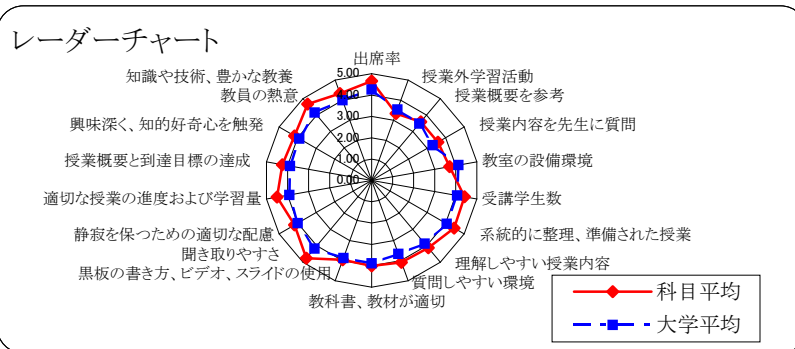 レーダーチャート
出席率
授業外学習活動
授業概要を参考
授業内容を先生に質問
教室の設備環境
受講学生数
系統的に整理、準備された授業
理解しやすい授業内容
質問しやすい環境
教科書、教材が適切
黒板の書き方、ビデオ、スライドの使用
聞き取りやすさ
静寂を保つための適切な配慮
適切な授業の進度および学習量
授業概要と到達目標の達成
興味深く、知的好奇心を触発
教員の熱意
知識や技術、豊かな教養
5.00
4.00
3.00
2.00
1.00
0.00
科目平均
大学平均